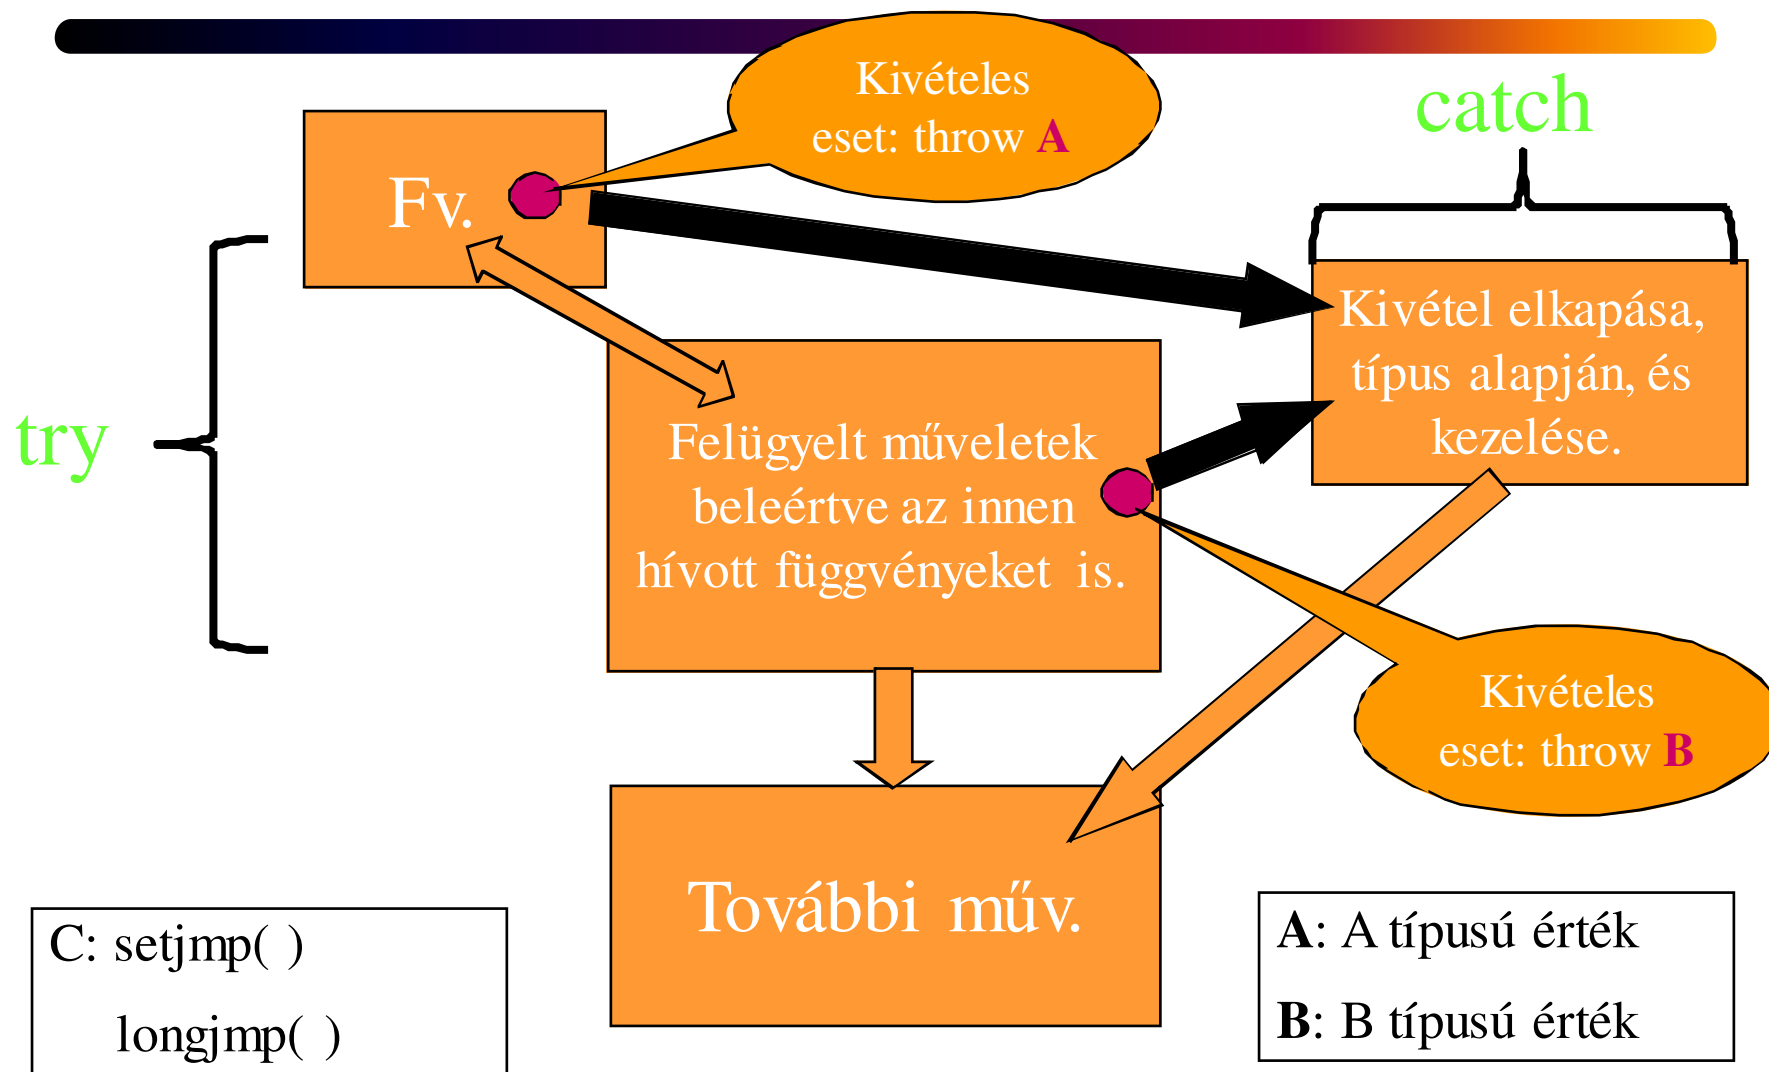 Kivételes
eset: throw A
catch
Fv.
Kivétel elkapása,
típus alapján, és
kezelése.
try
Felügyelt műveletek
beleértve az innen
hívott függvényeket is.
Kivételes
eset: throw B
További műv.
C: setjmp( )
longjmp( )
A: A típusú érték
B: B típusú érték